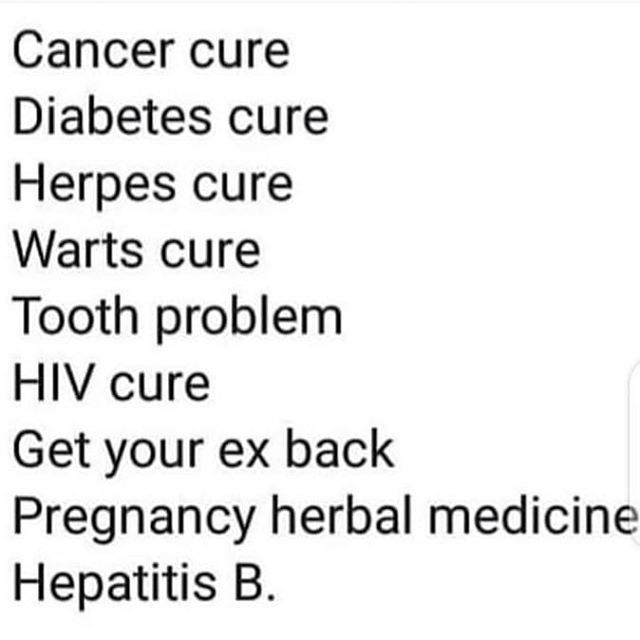 Cancer cure
Diabetes cure
Herpes cure
Warts cure
Tooth problem
HIV cure
Get your ex back
Pregnancy herbal medicine
Hepatitis B.